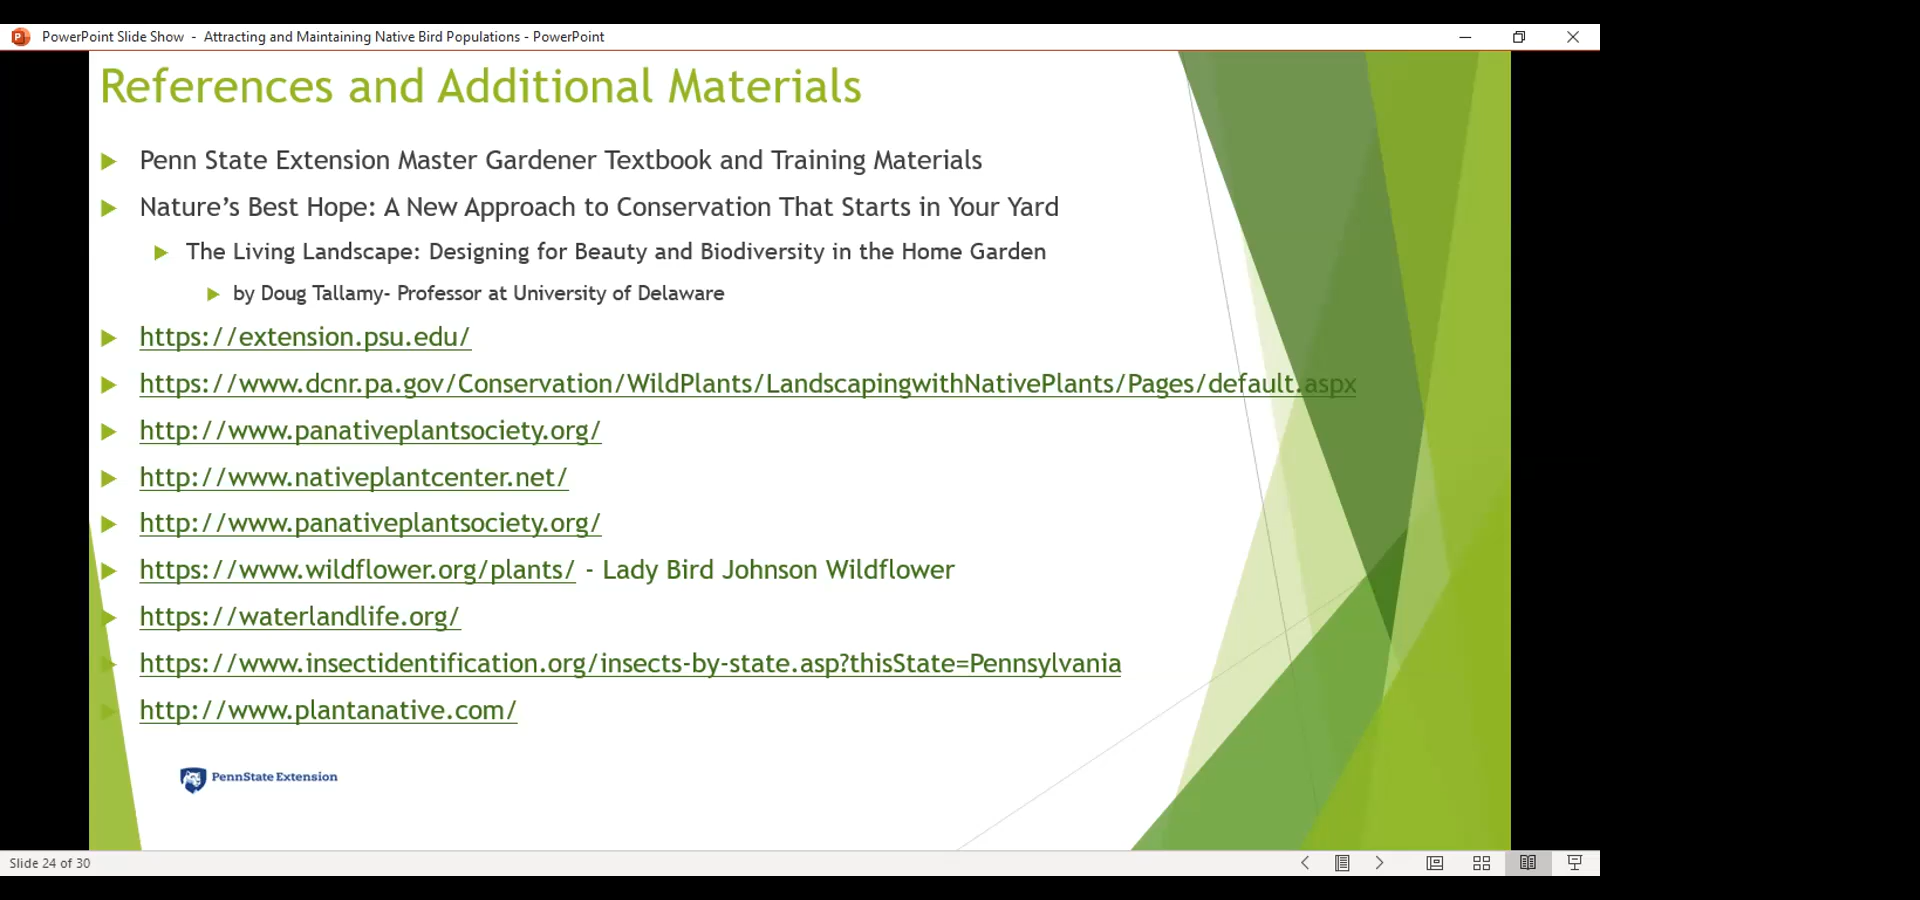 PowerPoint Slide Show - Attracting and Maintaining Native Bird Populations - PowerPoint
References and Additional Materials
Penn State Extension Master Gardener Textbook and Training Materials
Nature's Best Hope: A New Approach to Conservation That Starts in Your Yard
The Living Landscape: Designing for Beauty and Biodiversity in the Home Garden
by Doug Tallamy- Professor at University of Delaware
https://extension.psu.edu/
https://www.dcnr.pa.gov/Conservation/WildPlants/LandscapingwithNativePlants/Pages/default.aspx
http://www.panativeplantsociety.org/
http://www.nativeplantcenter.net/
http://www.panativeplantsociety.org/
https://www.wildflower.org/plants/ - Lady Bird Johnson Wildflower
https://waterlandlife.org/
https://www.insectidentification.org/insects-by-state.asp?thisState=Pennsylvania
http://www.plantanative.com/
PennState Extension
Slide 24 of 30